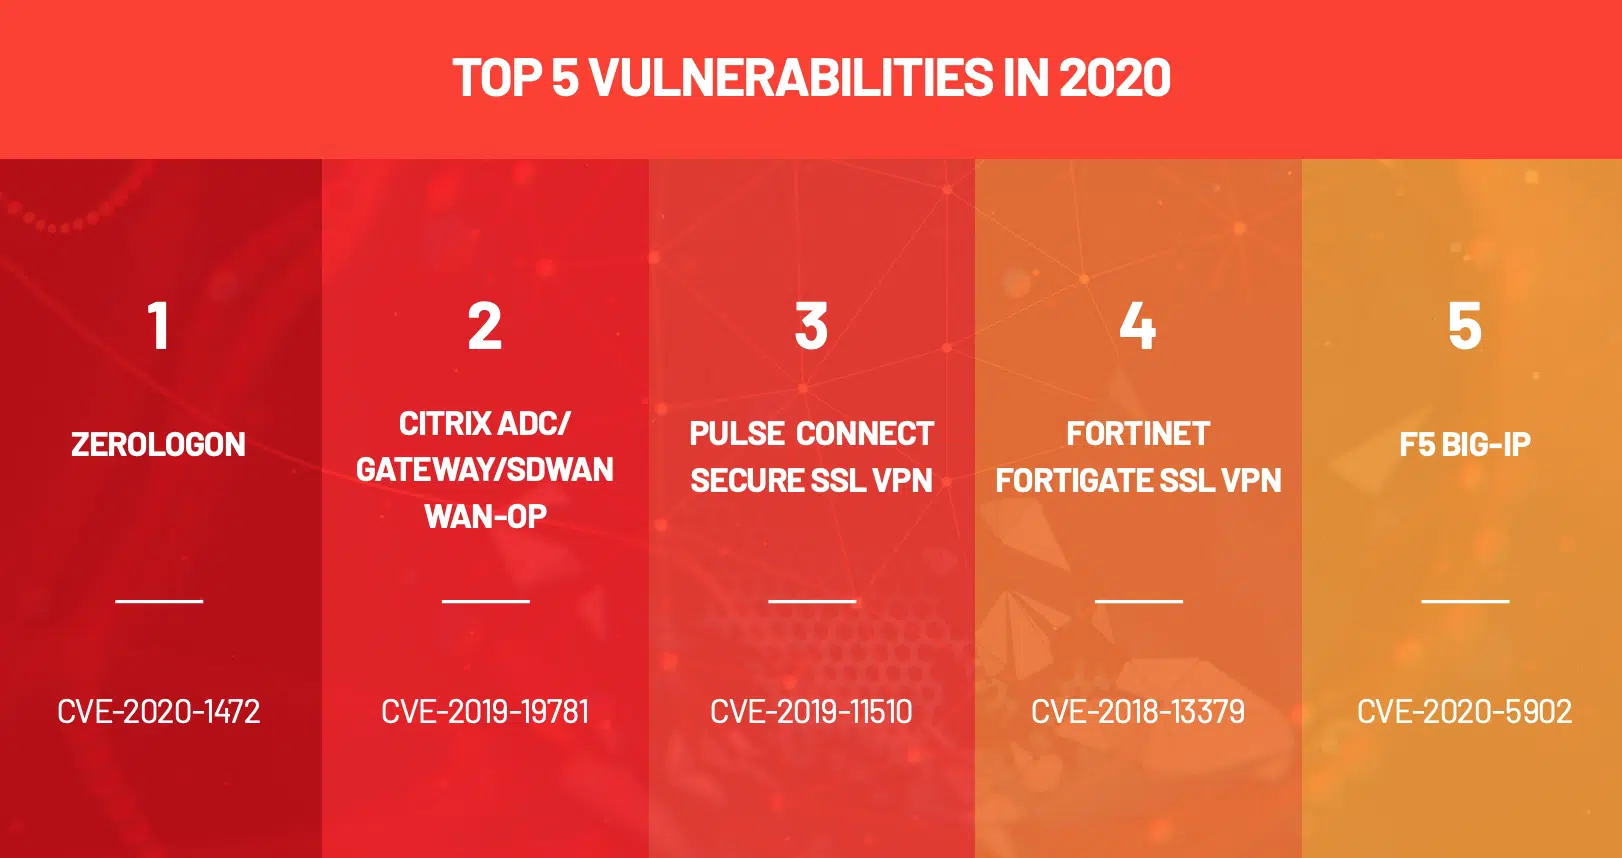 TOP 5 VULNERABILITIES IN 2020
1
ZEROLOGON
CVE-2020-1472
2
CITRIX ADC/
GATEWAY/SDWAN
WAN-OP
CVE-2019-19781
3
PULSE CONNECT
SECURE SSL VPN
CVE-2019-11510
4
FORTINET
FORTIGATE SSL VPN
CVE-2018-13379
5
F5 BIG-IP
CVE-2020-5902